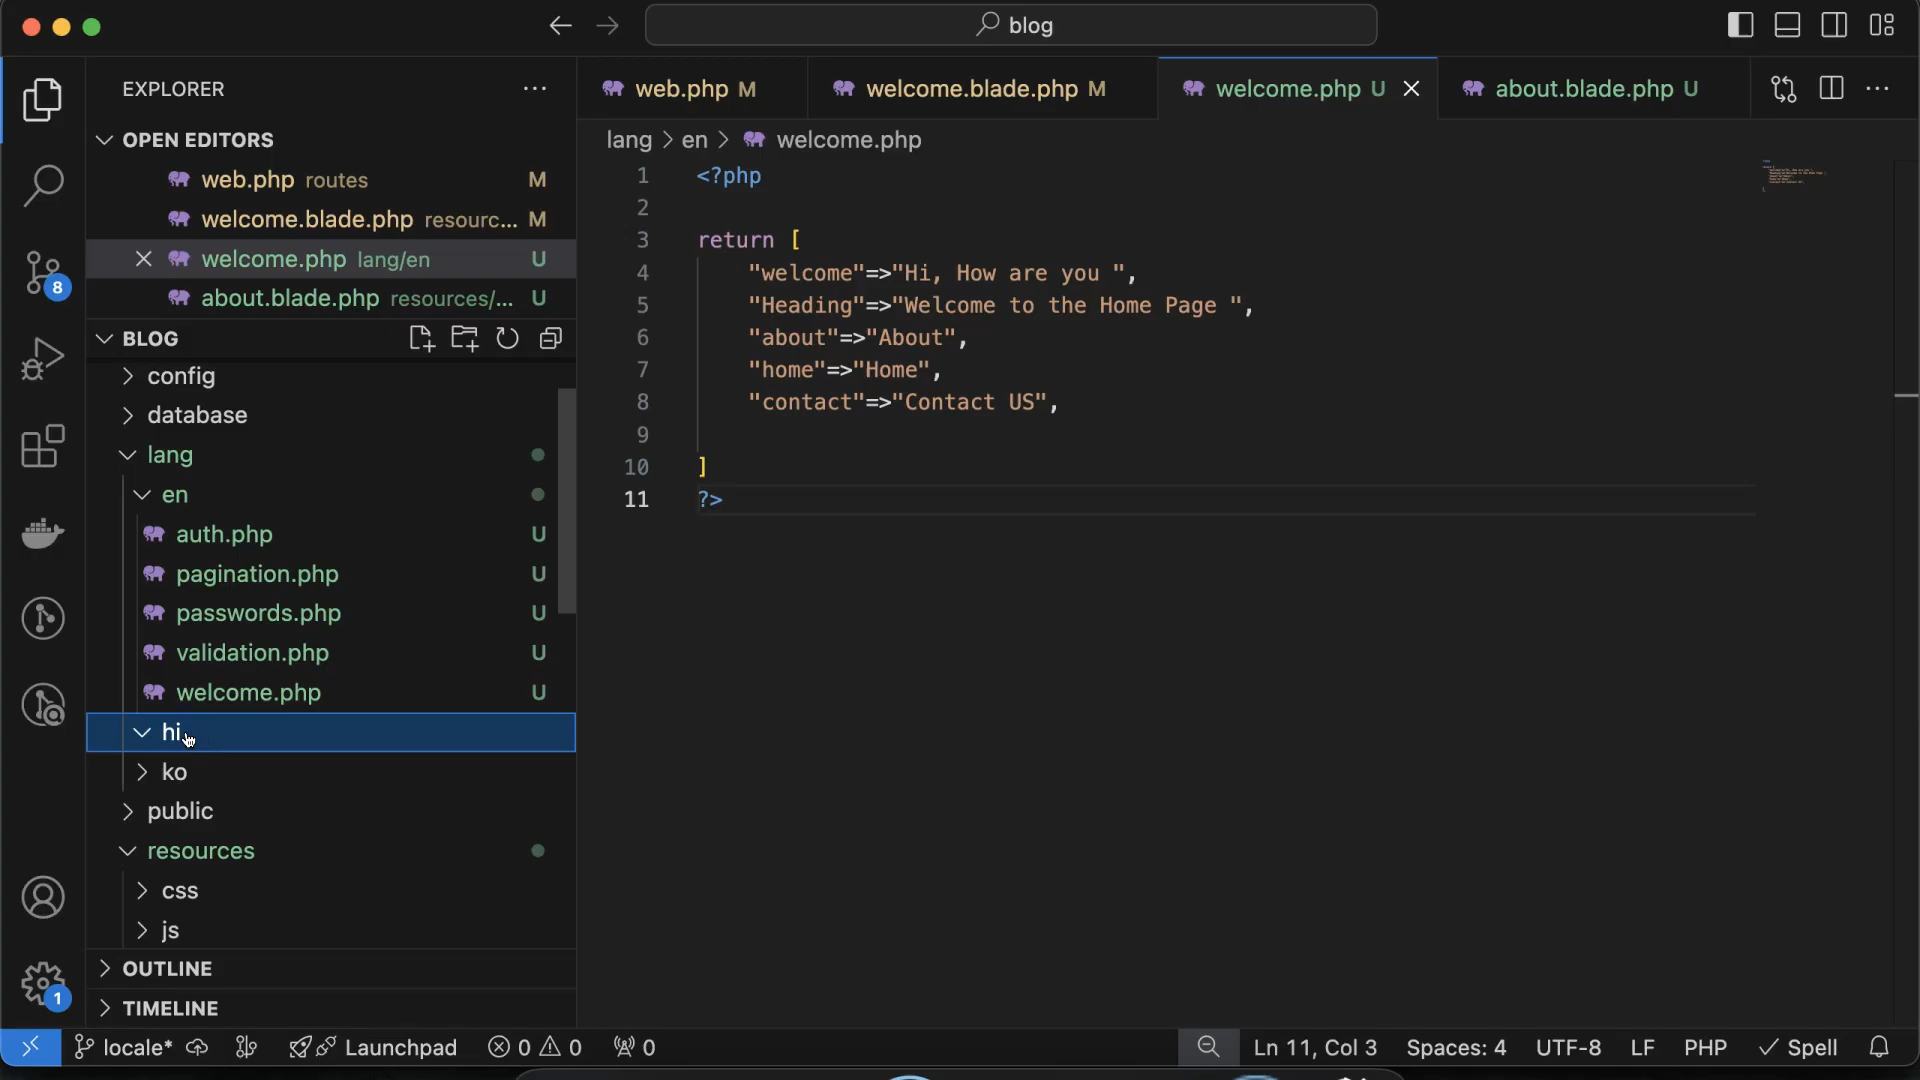 blog
EXPLORER
OPEN EDITORS
web.php routes M
welcome.blade.php resourc... M
welcome.php lang/en U
about.blade.php resources/... U
BLOG
config
database
lang
en
auth.php U
pagination.php U
passwords.php U
validation.php U
welcome.php U
hi
ko
public
resources
css
js
OUTLINE
TIMELINE
8
1
web.php M
welcome.blade.php M
welcome.php U
about.blade.php U
lang > en > welcome.php
1 <?php
2
3 return [
4 "welcome"=>"Hi, How are you ",
5 "Heading"=>"Welcome to the Home Page ",
6 "about"=>"About",
7 "home"=>"Home",
8 "contact"=>"Contact US",
9
10 ]
11 ?>
locale* Launchpad 0 0 0 Ln 11, Col 3 Spaces: 4 UTF-8 LF PHP Spell